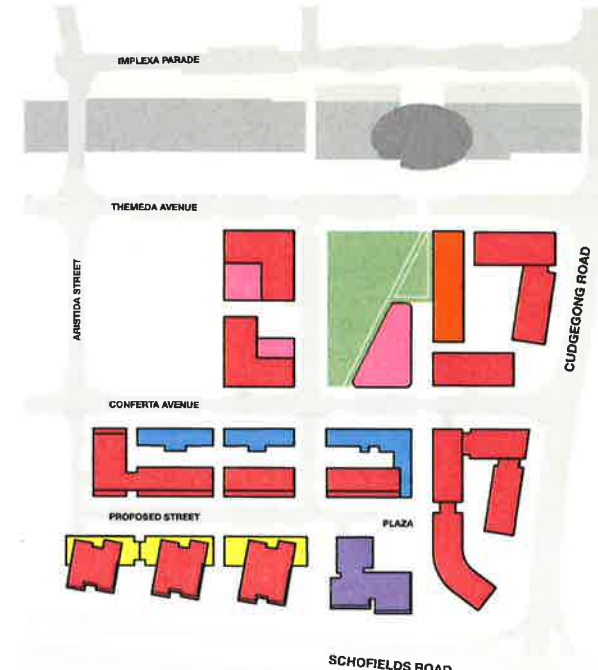 IMPLEXA PARADE
THEMEDA AVENUE
ARISTIDA STREET
CUDGEGONG ROAD
CONFERTA AVENUE
PROPOSED STREET
PLAZA
SCHOFIELDS ROAD